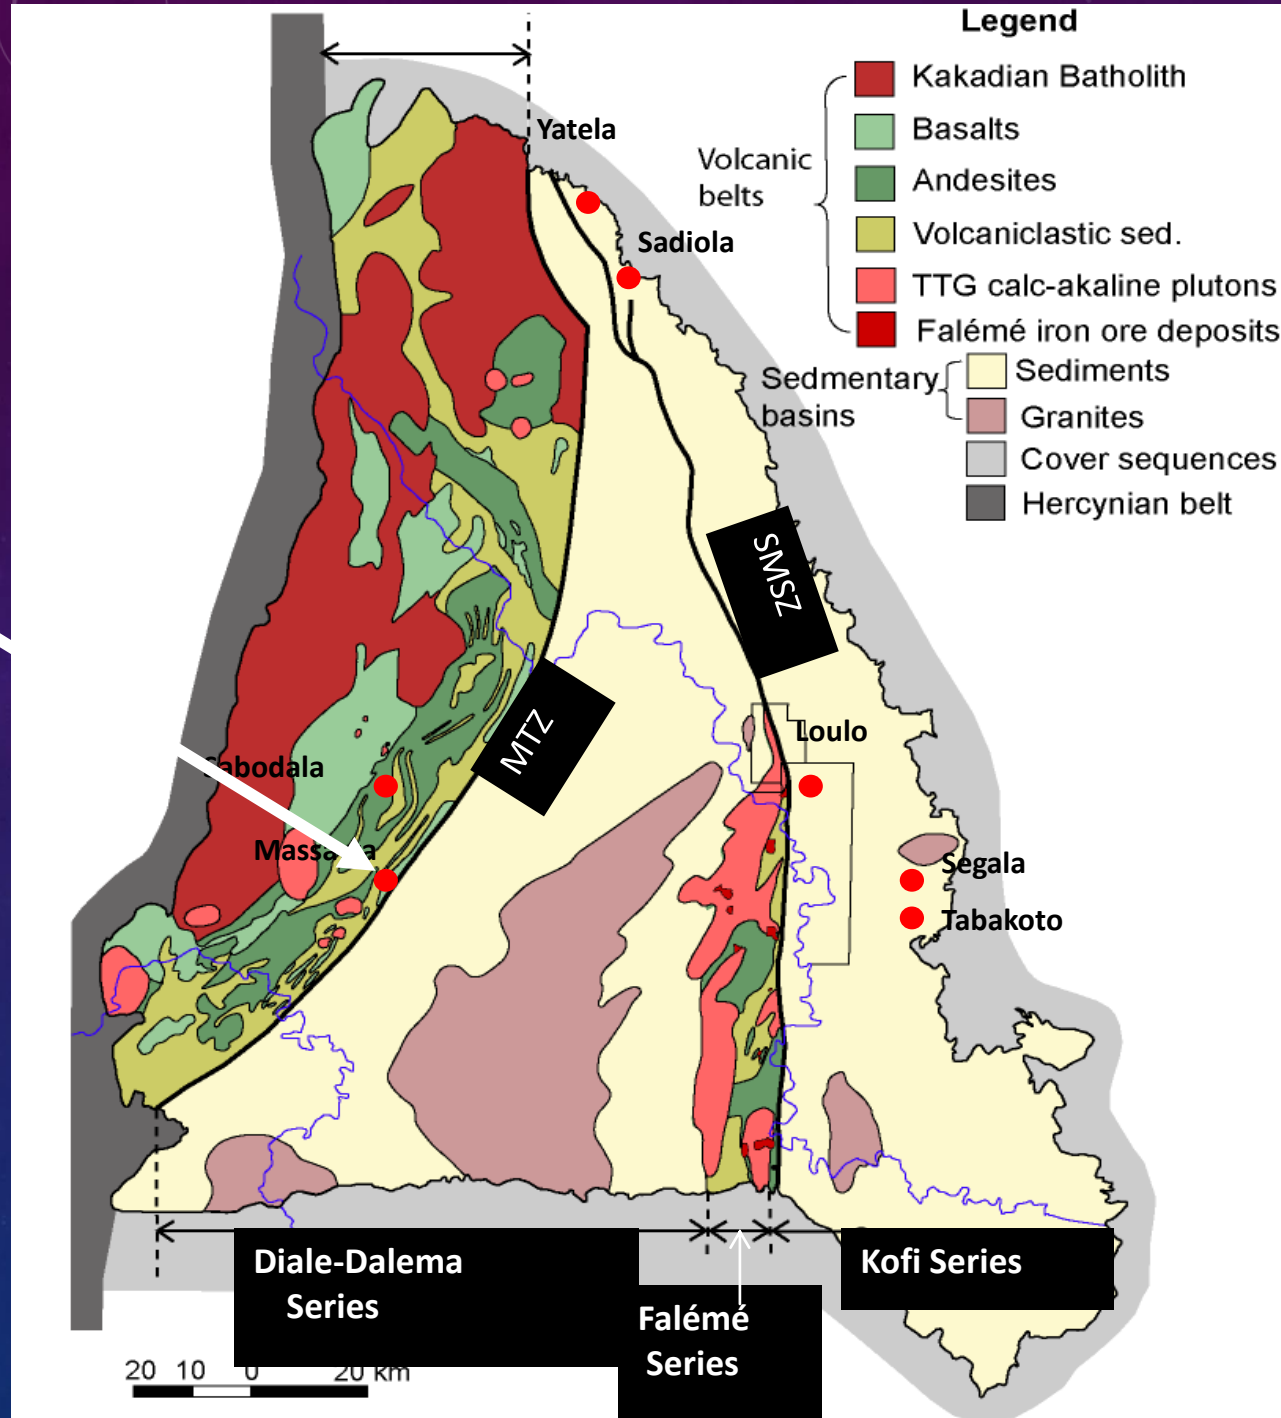 Legend
Kakadian Batholith
Basalts
Andesites
Volcaniclastic sed.
TTG calc-akaline plutons
Falémé iron ore deposits
Volcanic
belts
Sediments
Granites
Sedmentary
basins
Cover sequences
Hercynian belt
Yatela
Sadiola
SMSZ
MTZ
Loulo
Segala
Tabakoto
Diale-Dalema
Series
Falémé
Series
Kofi Series
20 10 0 20 km